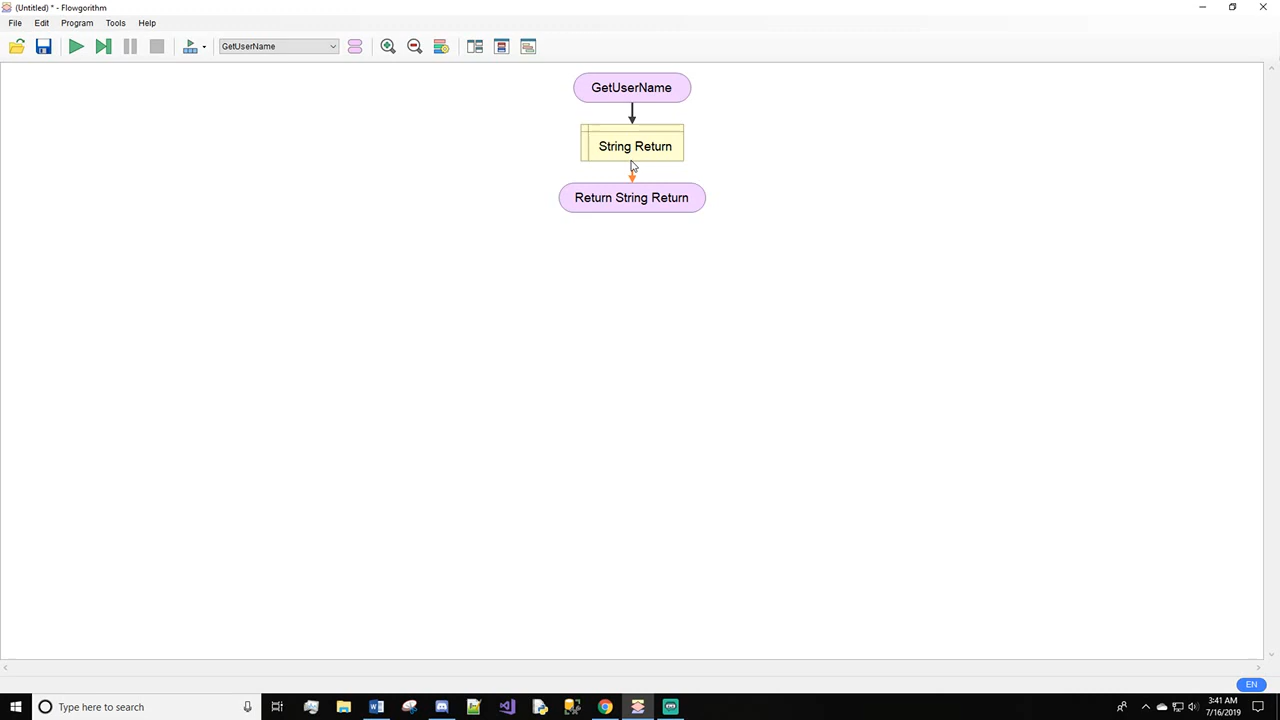 (Untitled) * - Flowgorithm
File Edit Program Tools Help
GetUserName
GetUserName
String Return
Return String Return
EN
Type here to search
3:41 AM
7/16/2019